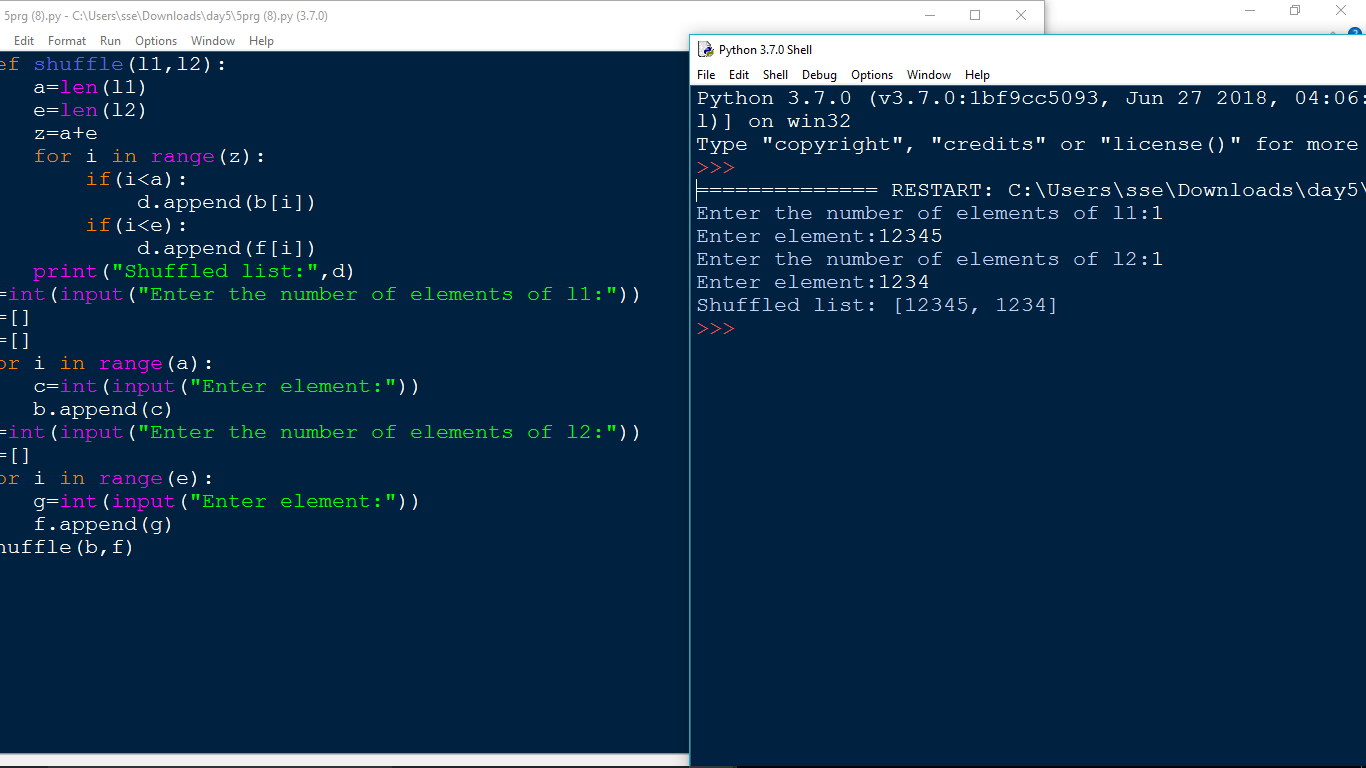 5prg (8).py - C:\Users\sse\Downloads\day5\5prg (8).py (3.7.0)
Edit Format Run Options Window Help
ef shuffle(l1,l2):
    a=len(l1)
    e=len(l2)
    z=a+e
    for i in range(z):
        if(i<a):
            d.append(b[i])
        if(i<e):
            d.append(f[i])
    print("Shuffled list:",d)
=int(input("Enter the number of elements of l1:"))
=[]
=[]
or i in range(a):
    c=int(input("Enter element:"))
    b.append(c)
=int(input("Enter the number of elements of l2:"))
=[]
or i in range(e):
    g=int(input("Enter element:"))
    f.append(g)
huffle(b,f)
Python 3.7.0 Shell
File Edit Shell Debug Options Window Help
Python 3.7.0 (v3.7.0:1bf9cc5093, Jun 27 2018, 04:06:
l)] on win32
Type "copyright", "credits" or "license()" for more
>>>
============== RESTART: C:\Users\sse\Downloads\day5\
Enter the number of elements of l1:1
Enter element:12345
Enter the number of elements of l2:1
Enter element:1234
Shuffled list: [12345, 1234]
>>>